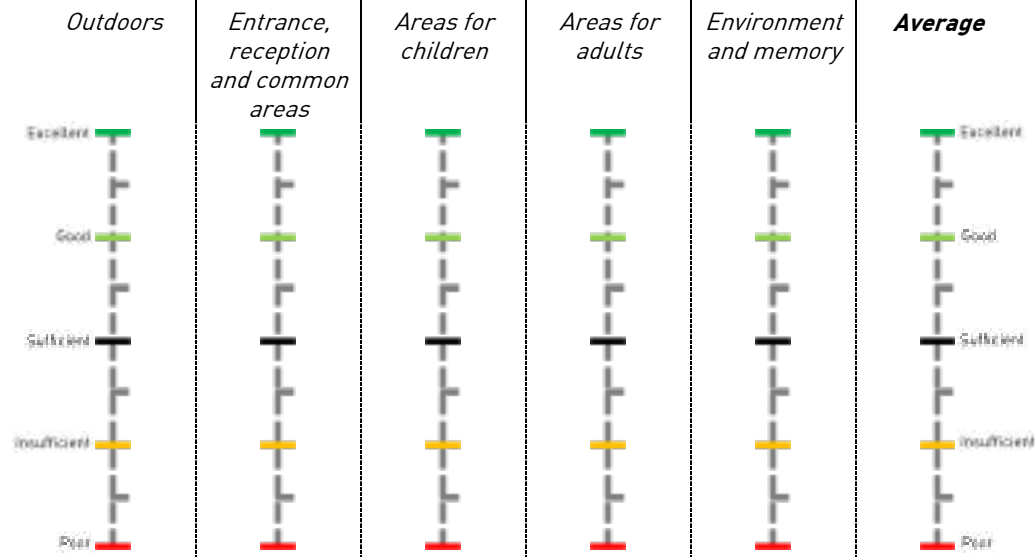 Outdoors
Entrance,
reception
and common
areas
Areas for
children
Areas for
adults
Environment
and memory
Average
Excellent
Excellent
Good
Good
Sufficient
Sufficient
Insufficient
Insufficient
Poor
Poor